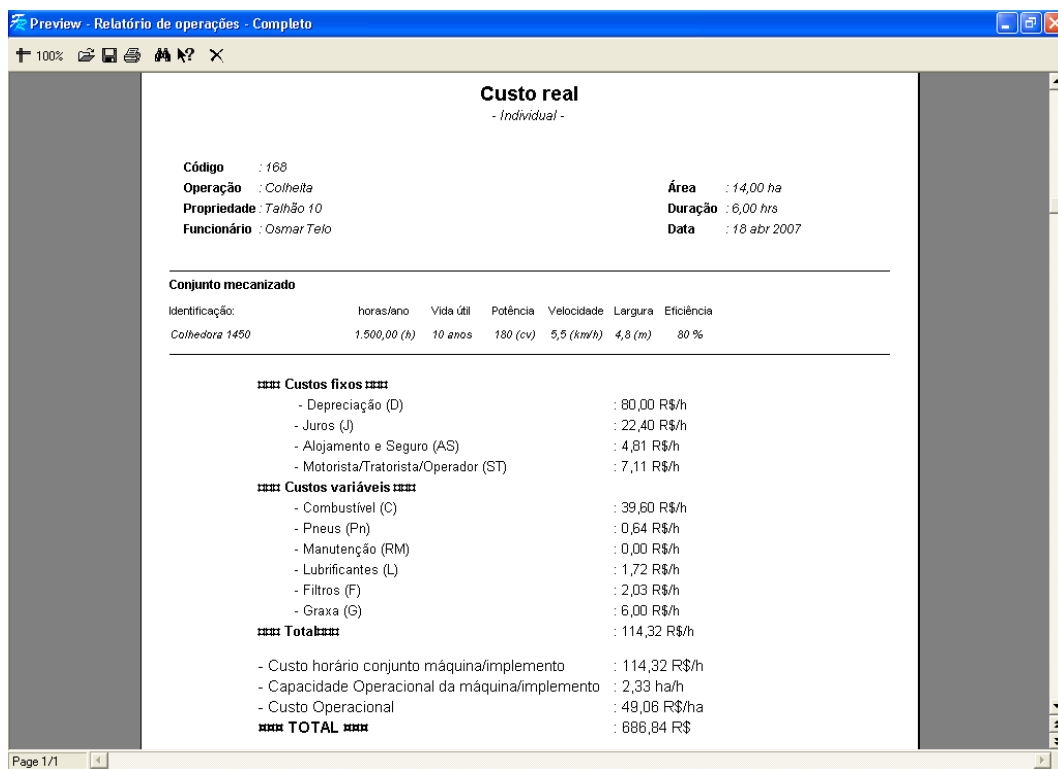 Preview - Relatório de operações - Completo
100%
Custo real
- Individual -
Código : 168
Operação : Colheita Área : 14,00 ha
Propriedade : Talhão 10 Duração : 6,00 hrs
Funcionário : Osmar Telo Data : 18 abr 2007
Conjunto mecanizado
Identificação: horas/ano Vida útil Potência Velocidade Largura Eficiência
Colhedora 1450 1.500,00 (h) 10 anos 180 (cv) 5,5 (km/h) 4,8 (m) 80 %
¤¤¤ Custos fixos ¤¤¤
- Depreciação (D) : 80,00 R$/h
- Juros (J) : 22,40 R$/h
- Alojamento e Seguro (AS) : 4,81 R$/h
- Motorista/Tratorista/Operador (ST) : 7,11 R$/h
¤¤¤ Custos variáveis ¤¤¤
- Combustível (C) : 39,60 R$/h
- Pneus (Pn) : 0,64 R$/h
- Manutenção (RM) : 0,00 R$/h
- Lubrificantes (L) : 1,72 R$/h
- Filtros (F) : 2,03 R$/h
- Graxa (G) : 6,00 R$/h
¤¤¤ Total¤¤¤ : 114,32 R$/h
- Custo horário conjunto máquina/implemento : 114,32 R$/h
- Capacidade Operacional da máquina/implemento : 2,33 ha/h
- Custo Operacional : 49,06 R$/ha
¤¤¤ TOTAL ¤¤¤ : 686,84 R$
Page 1/1